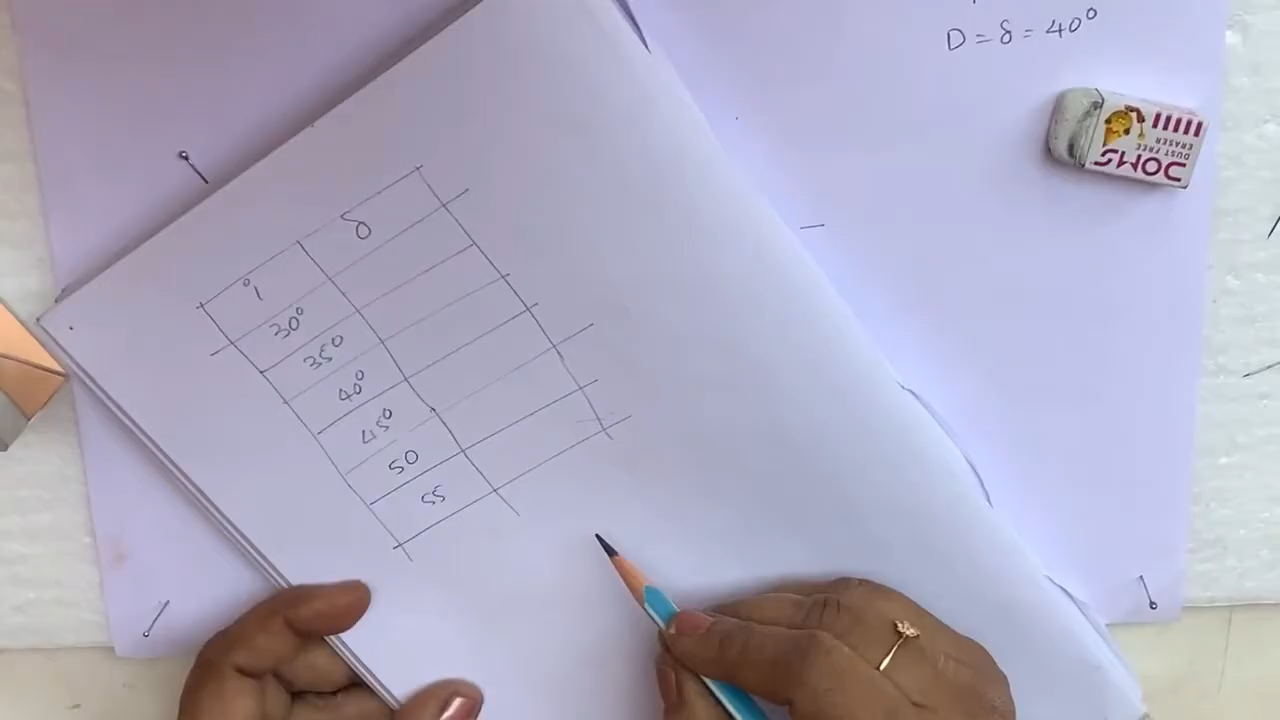 D = δ = 40°
DOMS
DUST FREE
ERASER
i δ
30°
35°
40°
45°
50
55